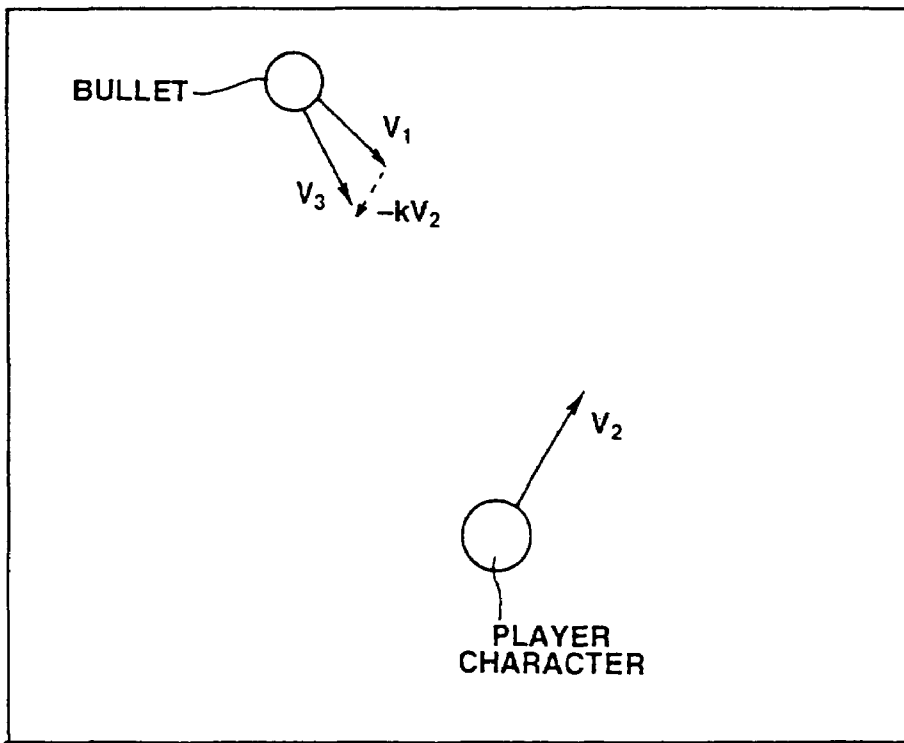 BULLET
V₁
V₃
−kV₂
V₂
PLAYER
CHARACTER